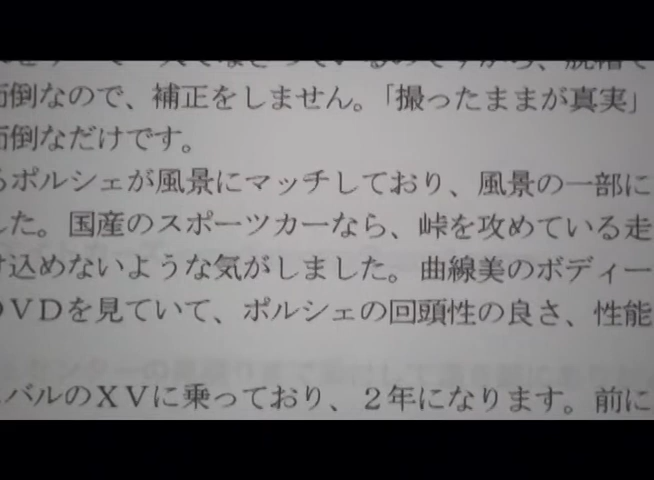 面倒なので、補正をしません。「撮ったままが真実」
面倒なだけです。
るポルシェが風景にマッチしており、風景の一部に
した。国産のスポーツカーなら、峠を攻めている走
け込めないような気がしました。曲線美のボディー
DVDを見ていて、ポルシェの回頭性の良さ、性能
バルのXVに乗っており、2年になります。前に